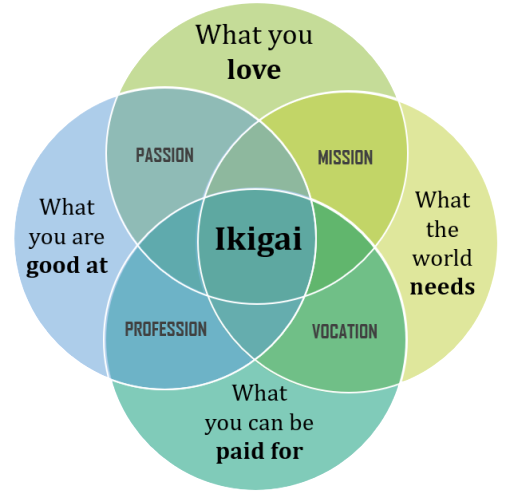 What you
love
PASSION
MISSION
What
you are
good at
Ikigai
What
the
world
needs
PROFESSION
VOCATION
What
you can be
paid for